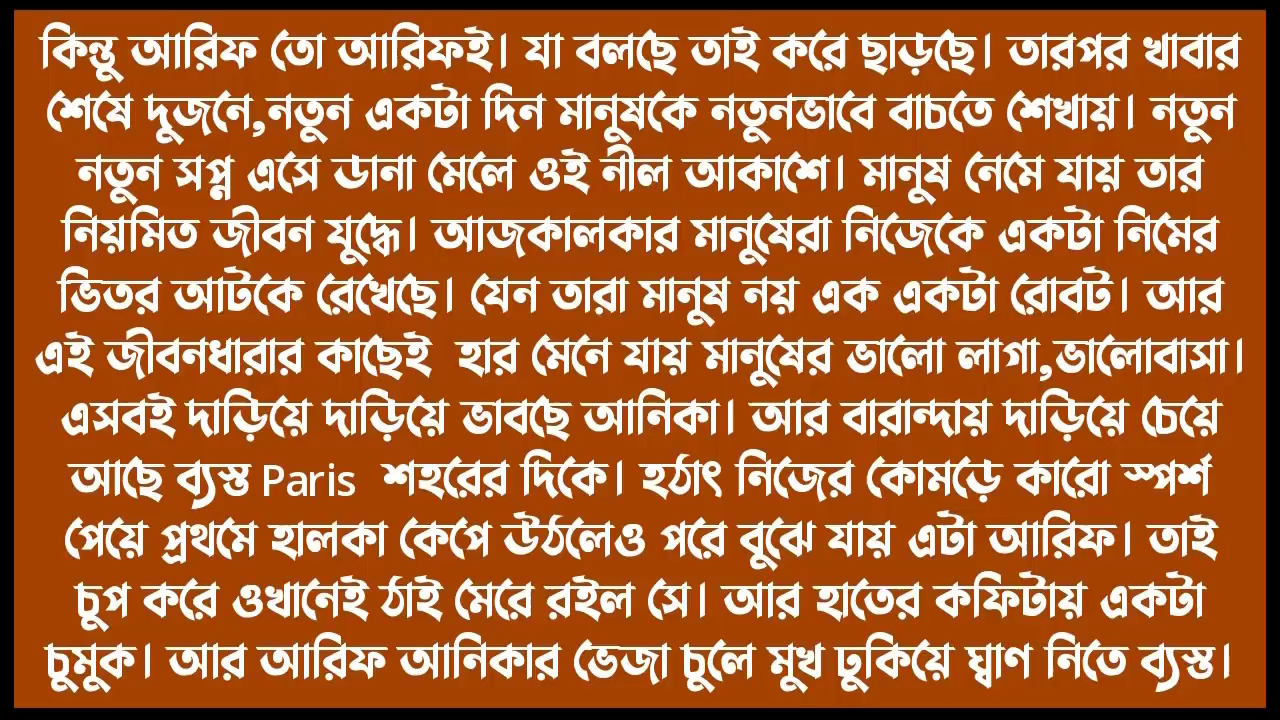 কিন্তু আরিফ তো আরিফই। যা বলছে তাই করে ছাড়ছে। তারপর খাবার
শেষে দুজনে,নতুন একটা দিন মানুষকে নতুনভাবে বাচতে শেখায়। নতুন
নতুন সপ্ন এসে ডানা মেলে ওই নীল আকাশে। মানুষ নেমে যায় তার
নিয়মিত জীবন যুদ্ধে। আজকালকার মানুষেরা নিজেকে একটা নিমের
ভিতর আটকে রেখেছে। যেন তারা মানুষ নয় এক একটা রোবট। আর
এই জীবনধারার কাছেই হার মেনে যায় মানুষের ভালো লাগা,ভালোবাসা।
এসবই দাড়িয়ে দাড়িয়ে ভাবছে আনিকা। আর বারান্দায় দাড়িয়ে চেয়ে
আছে ব্যস্ত Paris শহরের দিকে। হঠাৎ নিজের কোমড়ে কারো স্পর্শ
পেয়ে প্রথমে হালকা কেপে উঠলেও পরে বুঝে যায় এটা আরিফ। তাই
চুপ করে ওখানেই ঠাই মেরে রইল সে। আর হাতের কফিটায় একটা
চুমুক। আর আরিফ আনিকার ভেজা চুলে মুখ ঢুকিয়ে ঘ্বাণ নিতে ব্যস্ত।